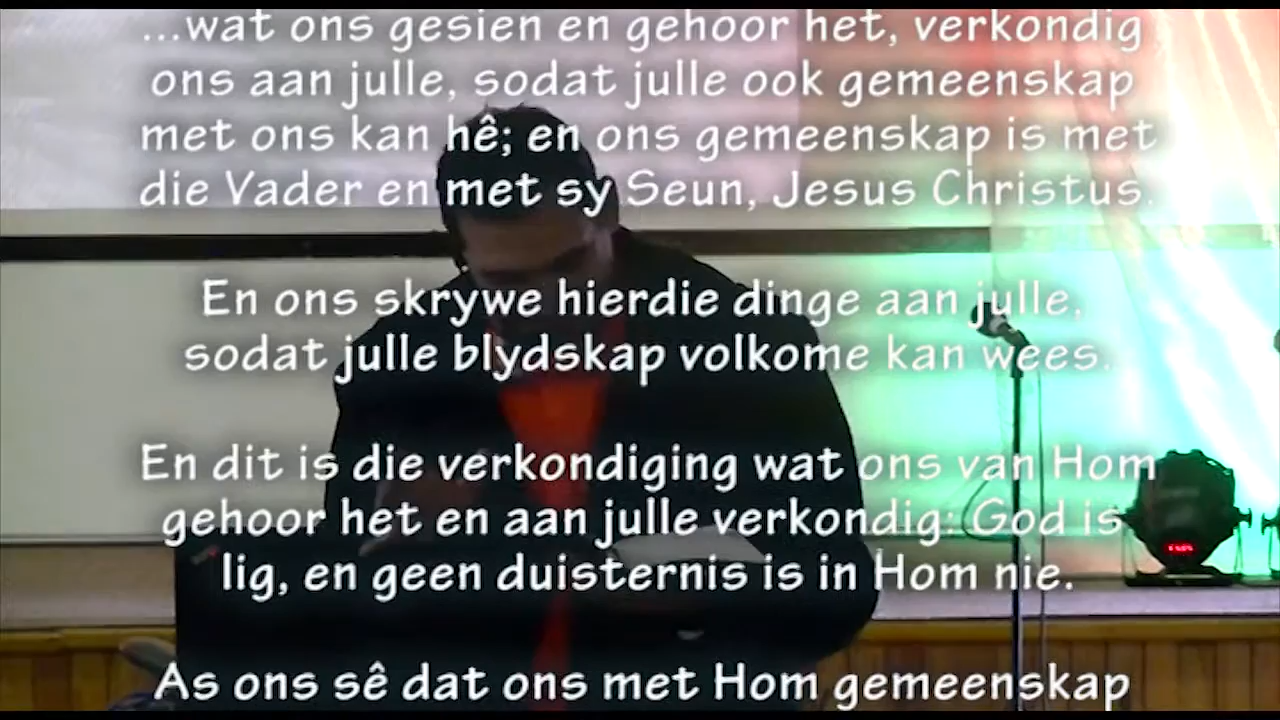 ...wat ons gesien en gehoor het, verkondig
ons aan julle, sodat julle ook gemeenskap
met ons kan hê; en ons gemeenskap is met
die Vader en met sy Seun, Jesus Christus.
En ons skrywe hierdie dinge aan julle,
sodat julle blydskap volkome kan wees.
En dit is die verkondiging wat ons van Hom
gehoor het en aan julle verkondig: God is
lig, en geen duisternis is in Hom nie.
As ons sê dat ons met Hom gemeenskap